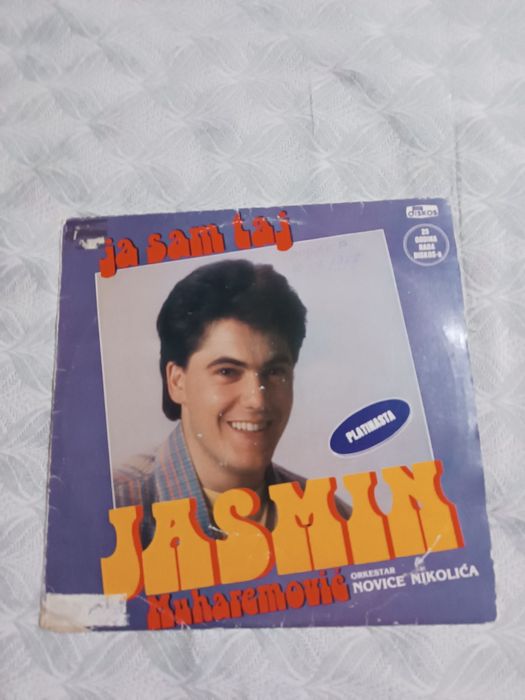 diskos
ja sam taj
25
GODINA
RADA
DISKOS-a
PLATINASTA
JASMIN
Muharemović
ORKESTAR
NOVICE NIKOLIĆA